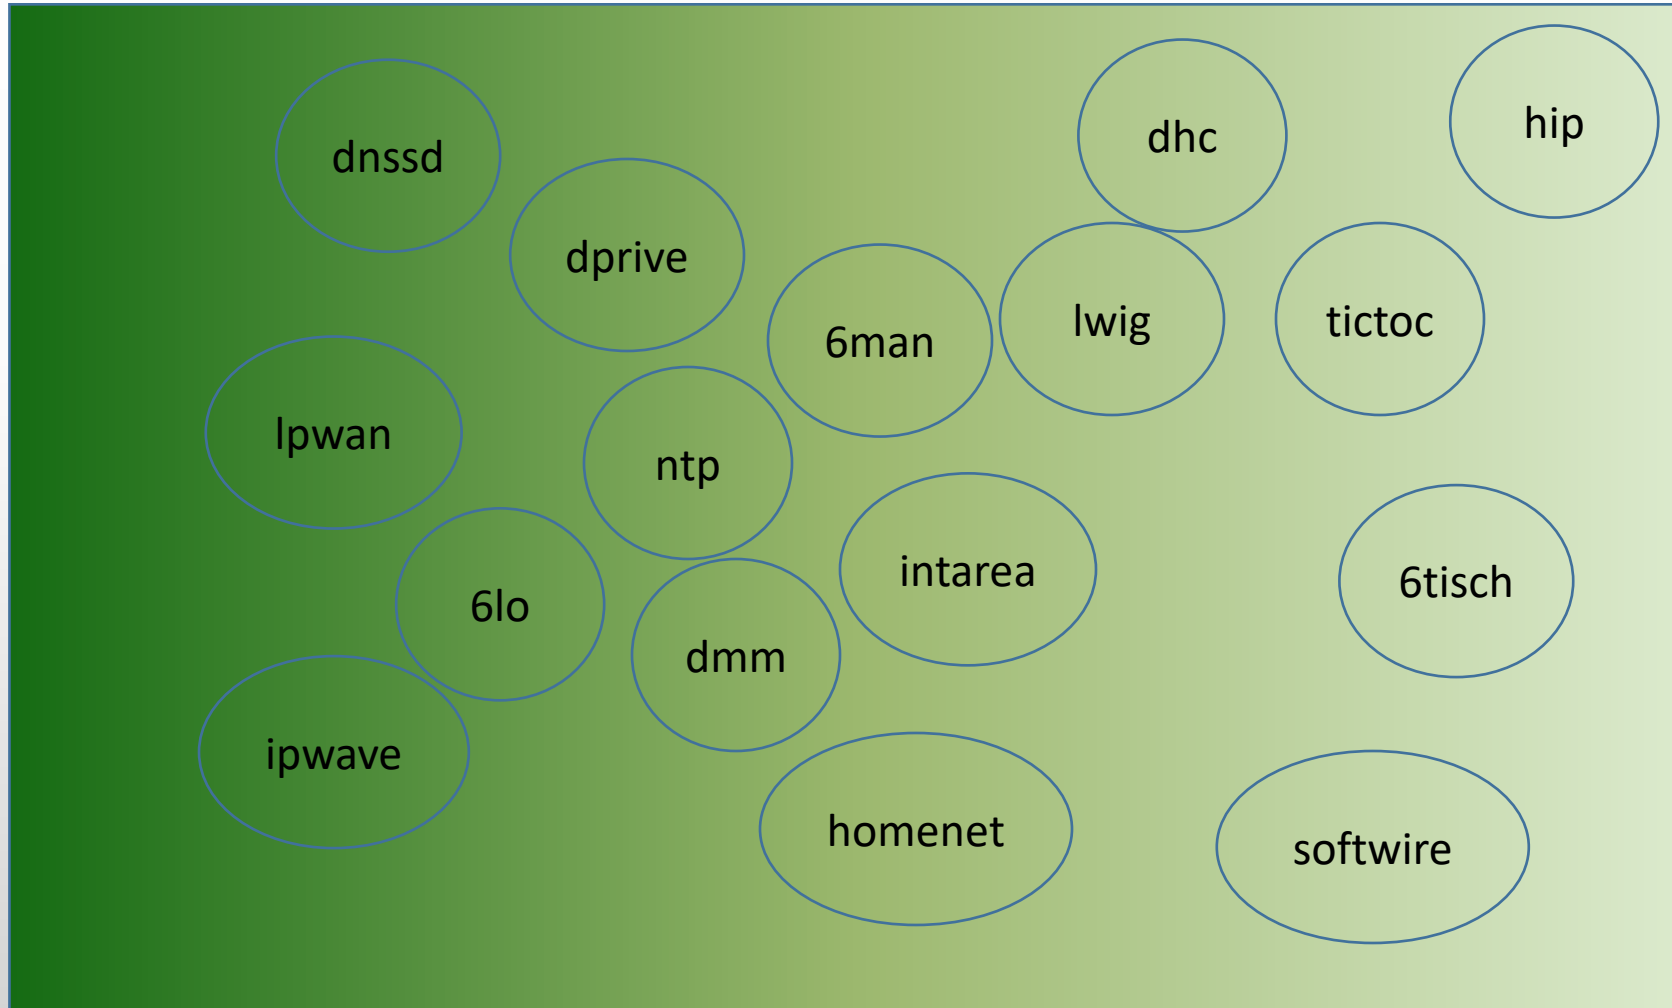 dnssd
dhc
hip
dprive
6man
lwig
tictoc
lpwan
ntp
intarea
6tisch
6lo
dmm
ipwave
homenet
softwire